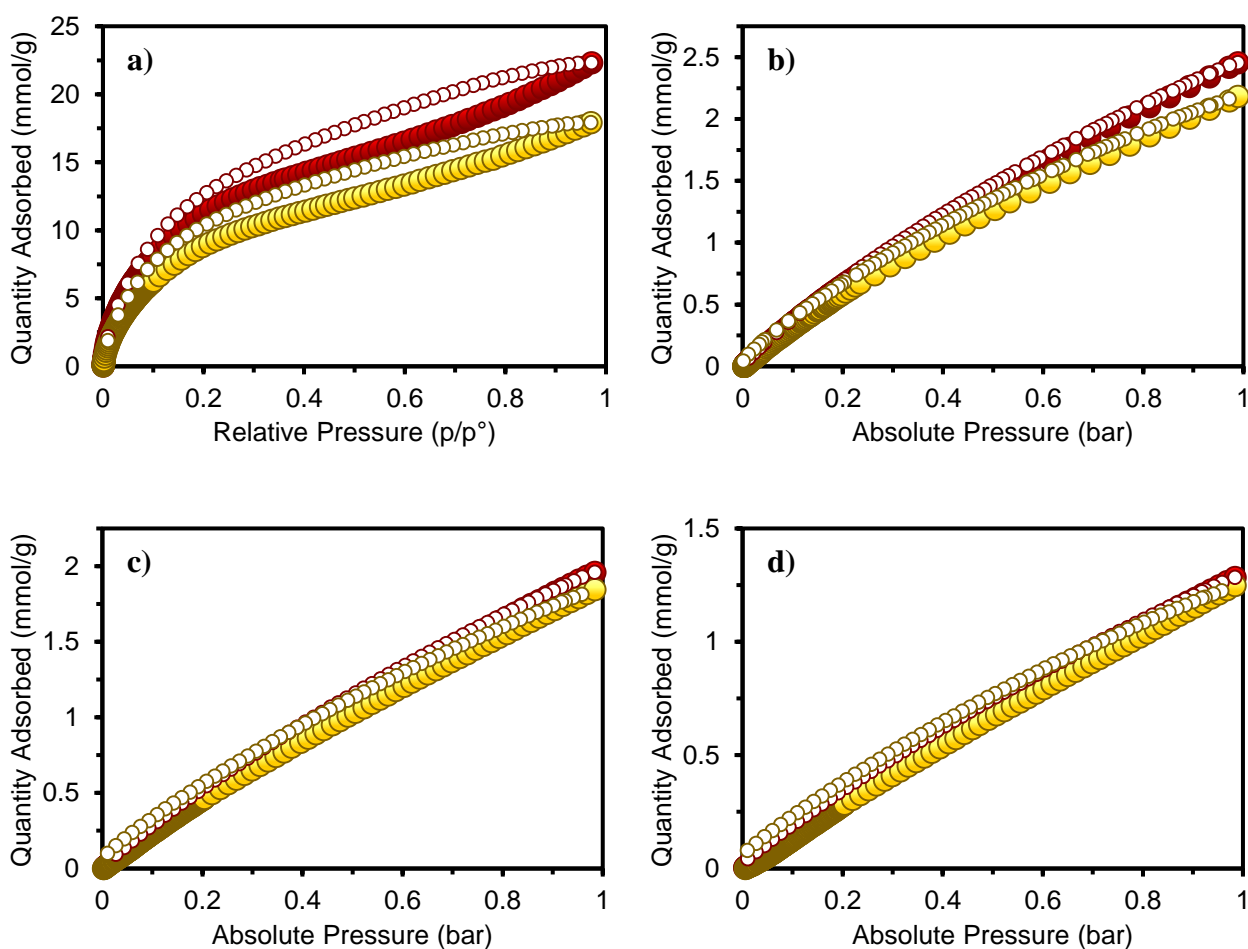 a)
25
20
15
10
5
0
Quantity Adsorbed (mmol/g)
0 0.2 0.4 0.6 0.8 1
Relative Pressure (p/p°)
b)
2.5
2
1.5
1
0.5
0
Quantity Adsorbed (mmol/g)
0 0.2 0.4 0.6 0.8 1
Absolute Pressure (bar)
c)
2
1.5
1
0.5
0
Quantity Adsorbed (mmol/g)
0 0.2 0.4 0.6 0.8 1
Absolute Pressure (bar)
d)
1.5
1
0.5
0
Quantity Adsorbed (mmol/g)
0 0.2 0.4 0.6 0.8 1
Absolute Pressure (bar)